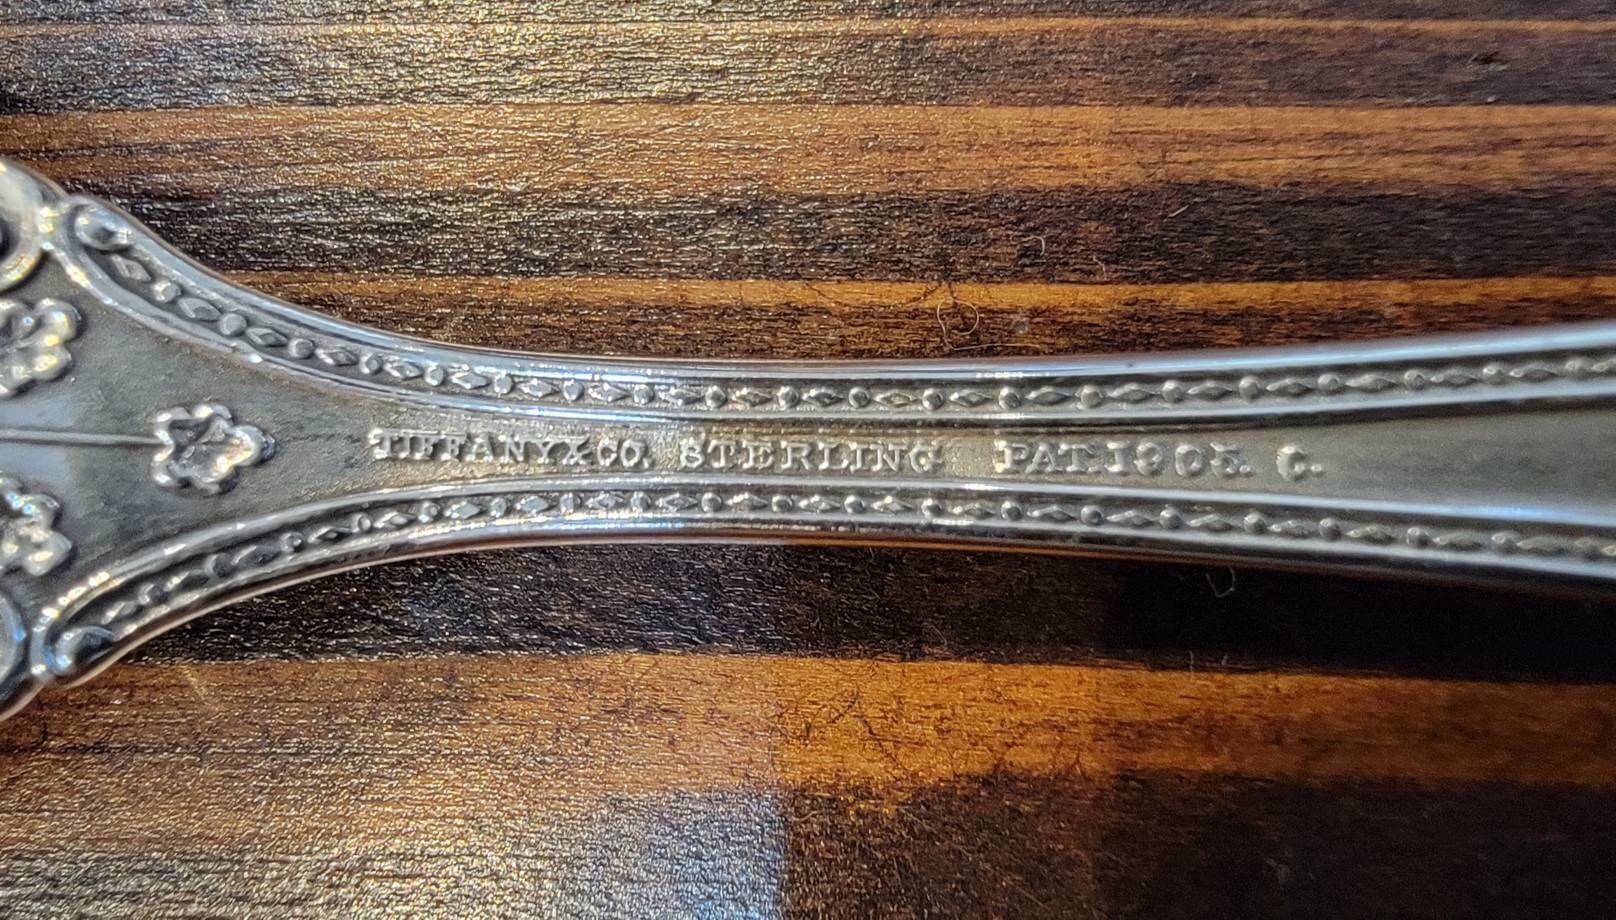 TIFFANY & CO. STERLING PAT. 1905. C.